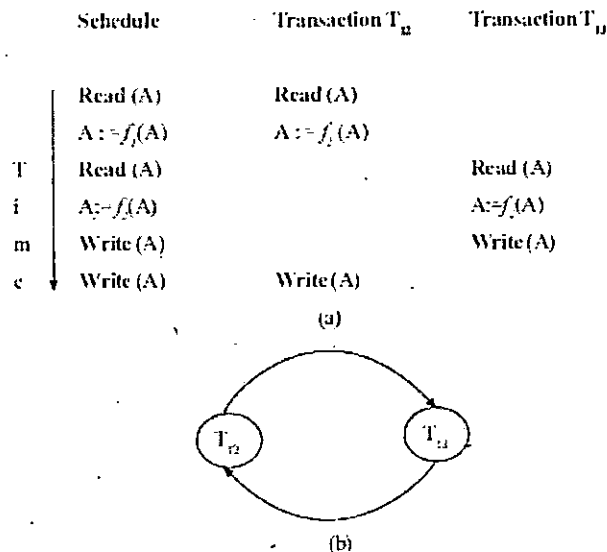 Schedule Transaction T₁₂ Transaction T₁₃
Read (A) Read (A)
A := f₁(A) A := f₁(A)
T Read (A) Read (A)
i A:= f₂(A) A:=f₂(A)
m Write (A) Write (A)
e Write (A) Write (A)
(a)
T₁₂ T₁₃
(b)